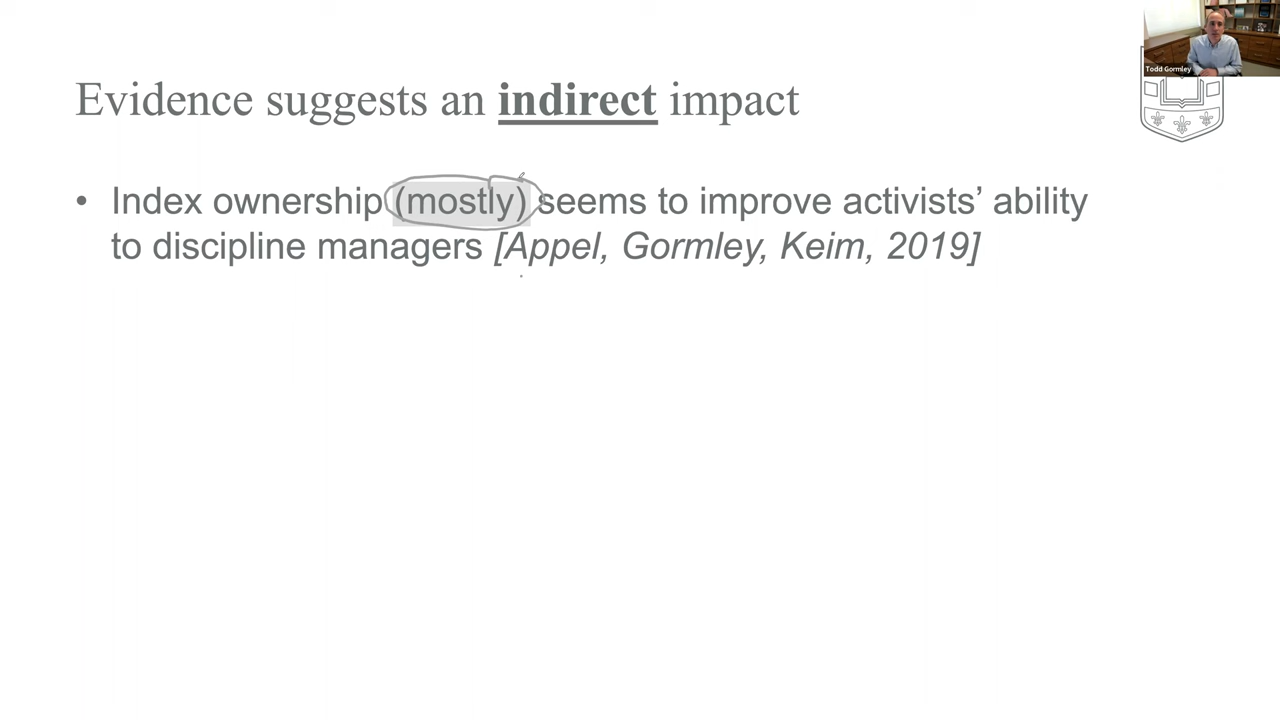 Todd Gormley
Evidence suggests an indirect impact
• Index ownership (mostly) seems to improve activists’ ability
to discipline managers [Appel, Gormley, Keim, 2019]